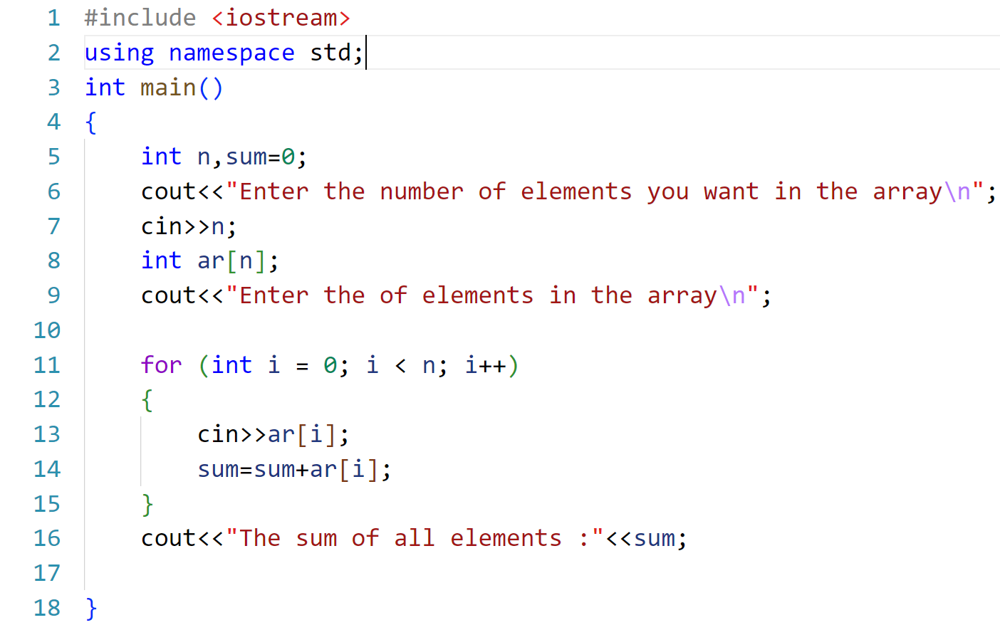 1 #include <iostream>
2 using namespace std;
3 int main()
4 {
5     int n,sum=0;
6     cout<<"Enter the number of elements you want in the array\n";
7     cin>>n;
8     int ar[n];
9     cout<<"Enter the of elements in the array\n";
10
11     for (int i = 0; i < n; i++)
12     {
13         cin>>ar[i];
14         sum=sum+ar[i];
15     }
16     cout<<"The sum of all elements :"<<sum;
17
18 }